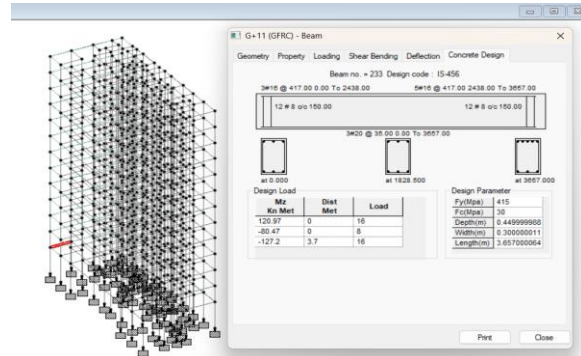 G+11 (GFRC) - Beam
Geometry Property Loading Shear Bending Deflection Concrete Design
Beam no. = 233 Design code : IS-456
3#16 @ 417.00 0.00 To 2438.00 5#16 @ 417.00 2438.00 To 3657.00
12 # 8 c/c 150.00 12 # 8 c/c 150.00
3#20 @ 35.00 0.00 To 3657.00
at 0.000 at 1828.500 at 3657.000
Design Load
Mz Kn Met Dist Met Load
120.97 0 16
-80.47 0 8
-127.2 3.7 16
Design Parameter
Fy(Mpa) 415
Fc(Mpa) 30
Depth(m) 0.449999988
Width(m) 0.300000011
Length(m) 3.657000064
Print Close